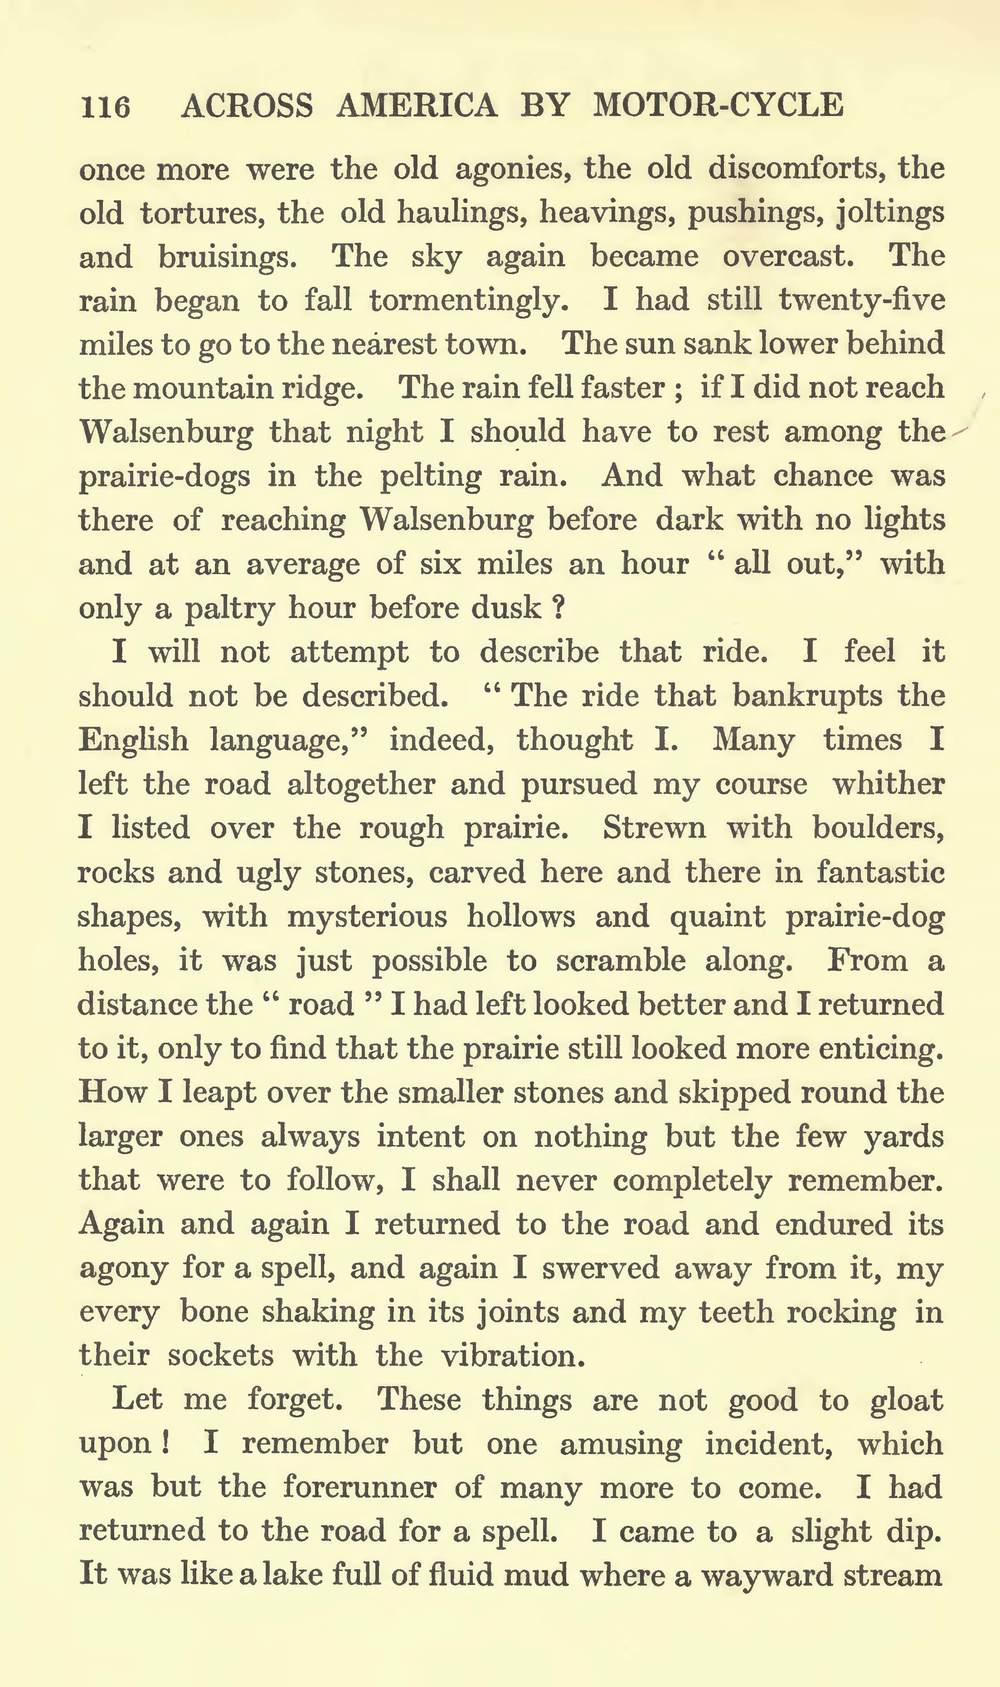 116 ACROSS AMERICA BY MOTOR-CYCLE
once more were the old agonies, the old discomforts, the
old tortures, the old haulings, heavings, pushings, joltings
and bruisings. The sky again became overcast. The
rain began to fall tormentingly. I had still twenty-five
miles to go to the nearest town. The sun sank lower behind
the mountain ridge. The rain fell faster ; if I did not reach
Walsenburg that night I should have to rest among the
prairie-dogs in the pelting rain. And what chance was
there of reaching Walsenburg before dark with no lights
and at an average of six miles an hour “ all out,” with
only a paltry hour before dusk ?
I will not attempt to describe that ride. I feel it
should not be described. “ The ride that bankrupts the
English language,” indeed, thought I. Many times I
left the road altogether and pursued my course whither
I listed over the rough prairie. Strewn with boulders,
rocks and ugly stones, carved here and there in fantastic
shapes, with mysterious hollows and quaint prairie-dog
holes, it was just possible to scramble along. From a
distance the “ road ” I had left looked better and I returned
to it, only to find that the prairie still looked more enticing.
How I leapt over the smaller stones and skipped round the
larger ones always intent on nothing but the few yards
that were to follow, I shall never completely remember.
Again and again I returned to the road and endured its
agony for a spell, and again I swerved away from it, my
every bone shaking in its joints and my teeth rocking in
their sockets with the vibration.
Let me forget. These things are not good to gloat
upon ! I remember but one amusing incident, which
was but the forerunner of many more to come. I had
returned to the road for a spell. I came to a slight dip.
It was like a lake full of fluid mud where a wayward stream